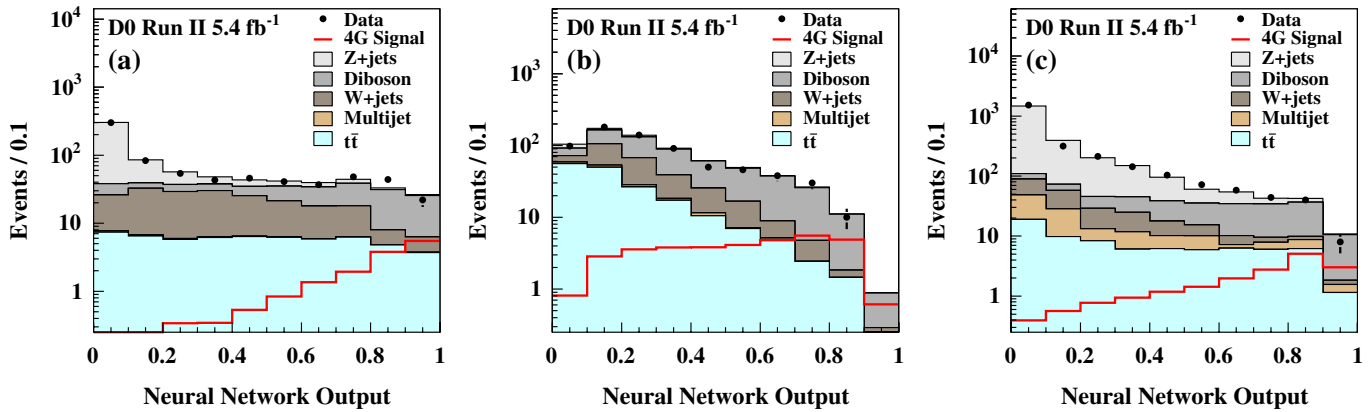 D0 Run II 5.4 fb⁻¹
(a)
Data
4G Signal
Z+jets
Diboson
W+jets
Multijet
tt̄
Events / 0.1
10⁴
10³
10²
10
1
0 0.2 0.4 0.6 0.8 1
Neural Network Output
D0 Run II 5.4 fb⁻¹
(b)
Data
4G Signal
Z+jets
Diboson
W+jets
Multijet
tt̄
Events / 0.1
10³
10²
10
1
0 0.2 0.4 0.6 0.8 1
Neural Network Output
D0 Run II 5.4 fb⁻¹
(c)
Data
4G Signal
Z+jets
Diboson
W+jets
Multijet
tt̄
Events / 0.1
10⁴
10³
10²
10
1
0 0.2 0.4 0.6 0.8 1
Neural Network Output